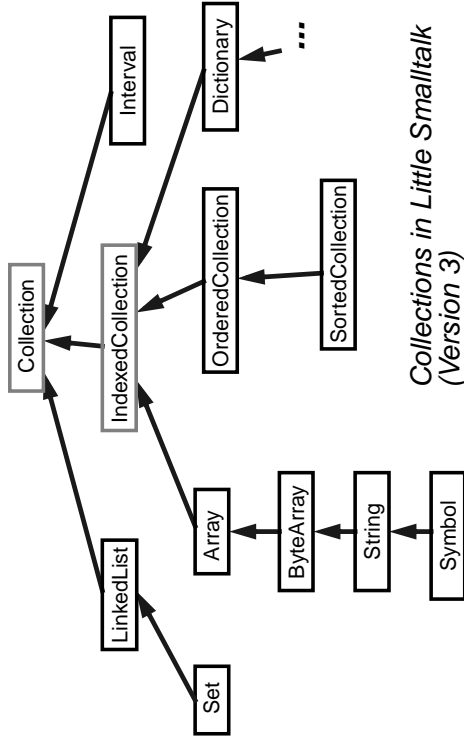 Collection
LinkedList
IndexedCollection
Interval
Set
Array
OrderedCollection
Dictionary
...
ByteArray
SortedCollection
String
Symbol
Collections in Little Smalltalk
(Version 3)